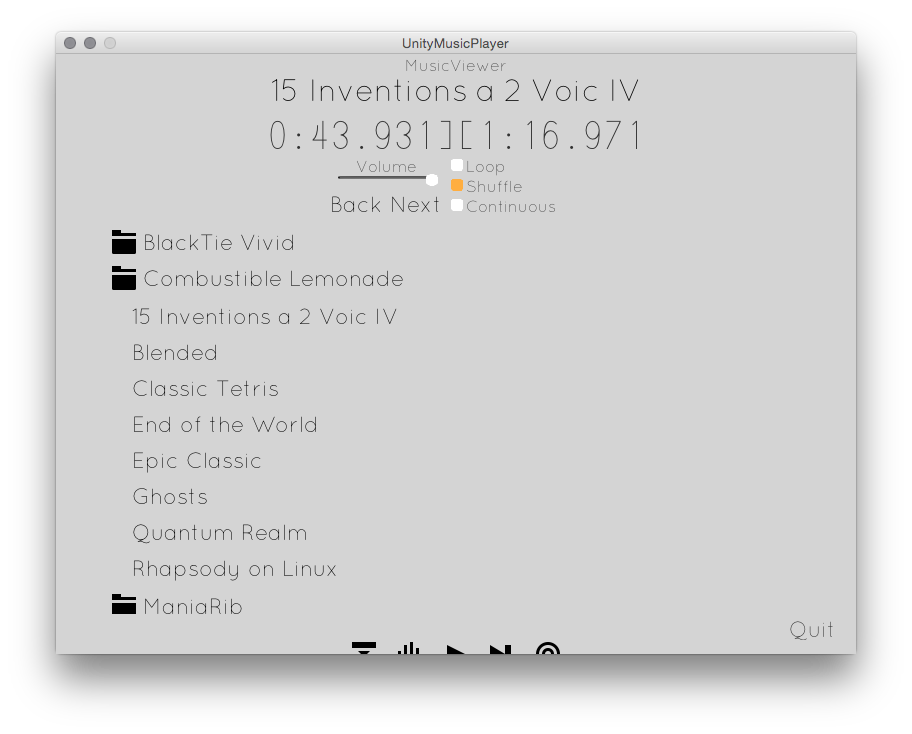 UnityMusicPlayer
MusicViewer
15 Inventions a 2 Voic IV
0:43.931][1:16.971
Volume
Loop
Shuffle
Back Next
Continuous
BlackTie Vivid
Combustible Lemonade
15 Inventions a 2 Voic IV
Blended
Classic Tetris
End of the World
Epic Classic
Ghosts
Quantum Realm
Rhapsody on Linux
ManiaRib
Quit